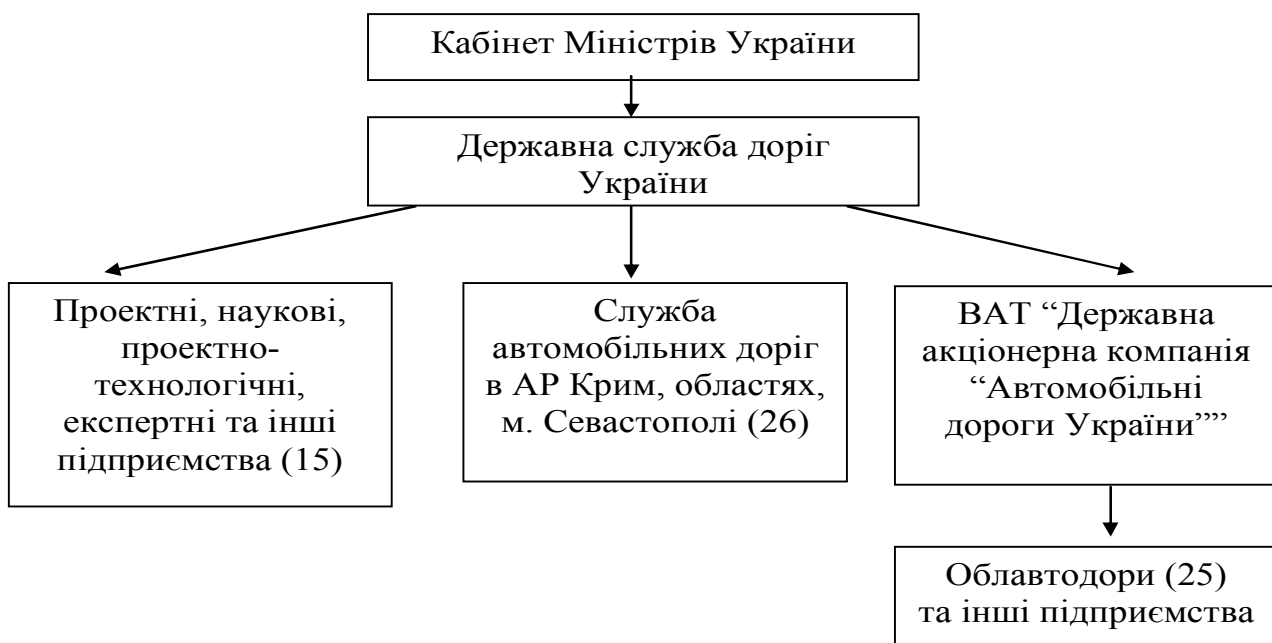 Кабінет Міністрів України
Державна служба доріг
України
Проектні, наукові,
проектно-
технологічні,
експертні та інші
підприємства (15)
Служба
автомобільних доріг
в АР Крим, областях,
м. Севастополі (26)
ВАТ “Державна
акціонерна компанія
“Автомобільні
дороги України””
Облавтодори (25)
та інші підприємства